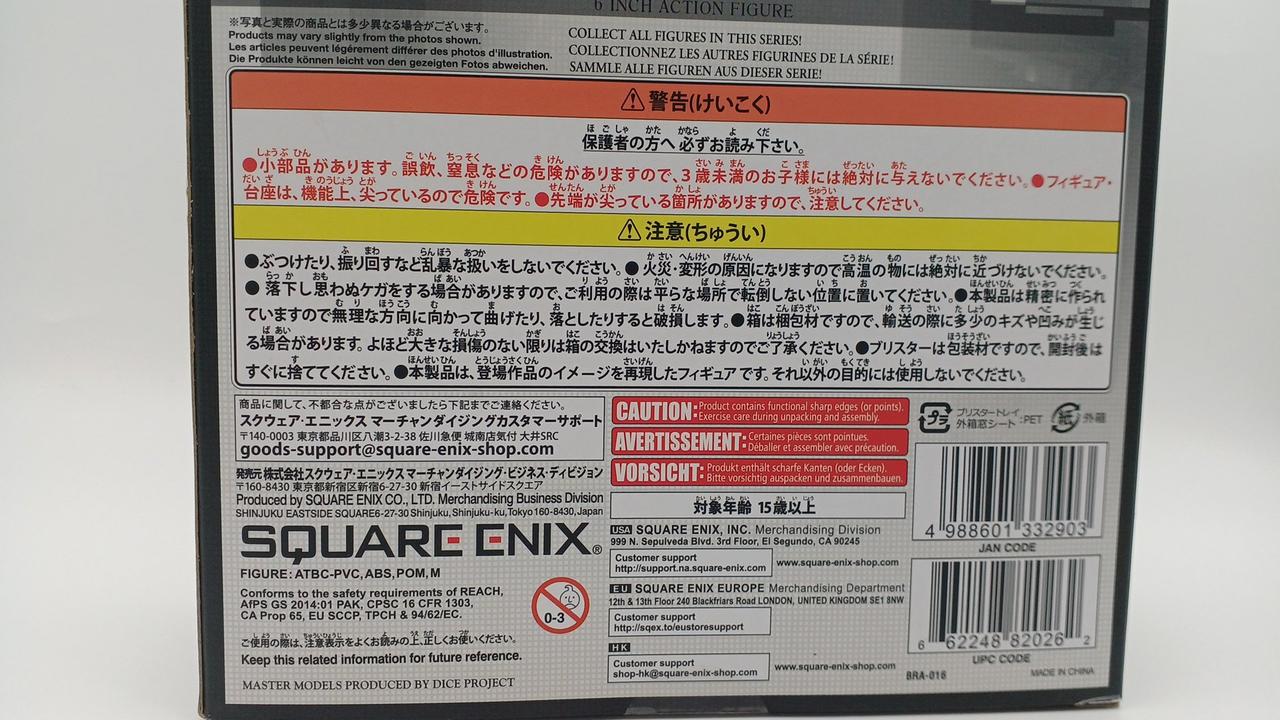 6 INCH ACTION FIGURE
※写真と実際の商品とは多少異なる場合がございます。
Products may vary slightly from the photos shown.
Les articles peuvent légérement différer des photos d'illustration.
Die Produkte können leicht von den gezeigten Fotos abweichen.
COLLECT ALL FIGURES IN THIS SERIES!
COLLECTIONNEZ LES AUTRES FIGURINES DE LA SÉRIE!
SAMMLE ALLE FIGUREN AUS DIESER SERIE!
⚠警告(けいこく)
保護者の方へ必ずお読み下さい。
●小部品があります。誤飲、窒息などの危険がありますので、3歳未満のお子様には絶対に与えないでください。●フィギュア・
台座は、機能上、尖っているので危険です。●先端が尖っている箇所がありますので、注意してください。
⚠注意(ちゅうい)
●ぶつけたり、振り回すなど乱暴な扱いをしないでください。●火災・変形の原因になりますので高温の物には絶対に近づけないでください。
●落下し思わぬケガをする場合がありますので、ご利用の際は平らな場所で転倒しない位置に置いてください。●本製品は精密に作られ
ていますので無理な方向に向かって曲げたり、落としたりすると破損します。●箱は梱包材ですので、輸送の際に多少のキズや凹みが生じ
る場合があります。よほど大きな損傷のない限りは箱の交換はいたしかねますのでご了承ください。●ブリスターは包装材ですので、開封後は
すぐに捨ててください。●本製品は、登場作品のイメージを再現したフィギュアです。それ以外の目的には使用しないでください。
商品に関して、不都合な点がございましたら下記までご連絡ください。
スクウェア・エニックス マーチャンダイジングカスタマーサポート
〒140-0003 東京都品川区八潮3-2-38 佐川急便 城南店気付 大井SRC
goods-support@square-enix-shop.com
発売元 株式会社スクウェア・エニックス マーチャンダイジング・ビジネス・ディビジョン
〒160-8430 東京都新宿区新宿6-27-30 新宿イーストサイドスクエア
Produced by SQUARE ENIX CO., LTD. Merchandising Business Division
SHINJUKU EASTSIDE SQUARE6-27-30 Shinjuku, Shinjuku-ku, Tokyo 160-8430, Japan
SQUARE ENIX®
FIGURE: ATBC-PVC, ABS, POM, M
Conforms to the safety requirements of REACH,
AfPS GS 2014:01 PAK, CPSC 16 CFR 1303,
CA Prop 65, EU SCCP, TPCH & 94/62/EC.
0-3
ご使用の際は、注意表示をよくお読みの上、正しくお使いください。
Keep this related information for future reference.
MASTER MODELS PRODUCED BY DICE PROJECT
CAUTION: Product contains functional sharp edges (or points).
Exercise care during unpacking and assembly.
AVERTISSEMENT: Certaines pièces sont pointues.
Déballer et assembler avec précaution.
VORSICHT: Produkt enthält scharfe Kanten (oder Ecken).
Bitte vorsichtig auspacken und zusammenbauen.
対象年齢 15歳以上
USA SQUARE ENIX, INC. Merchandising Division
999 N. Sepulveda Blvd. 3rd Floor, El Segundo, CA 90245
Customer support
http://support.na.square-enix.com
www.square-enix-shop.com
EU SQUARE ENIX EUROPE Merchandising Department
12th & 13th Floor 240 Blackfriars Road LONDON, UNITED KINGDOM SE1 8NW
Customer support
http://sqex.to/eustoresupport
HK
Customer support
shop-hk@square-enix-shop.com
www.square-enix-shop.com
プラ
ブリスタートレイ
外箱窓シート :PET
紙 外箱
4 988601 332903
JAN CODE
6 62248 82026 2
UPC CODE
BRA-016
MADE IN CHINA